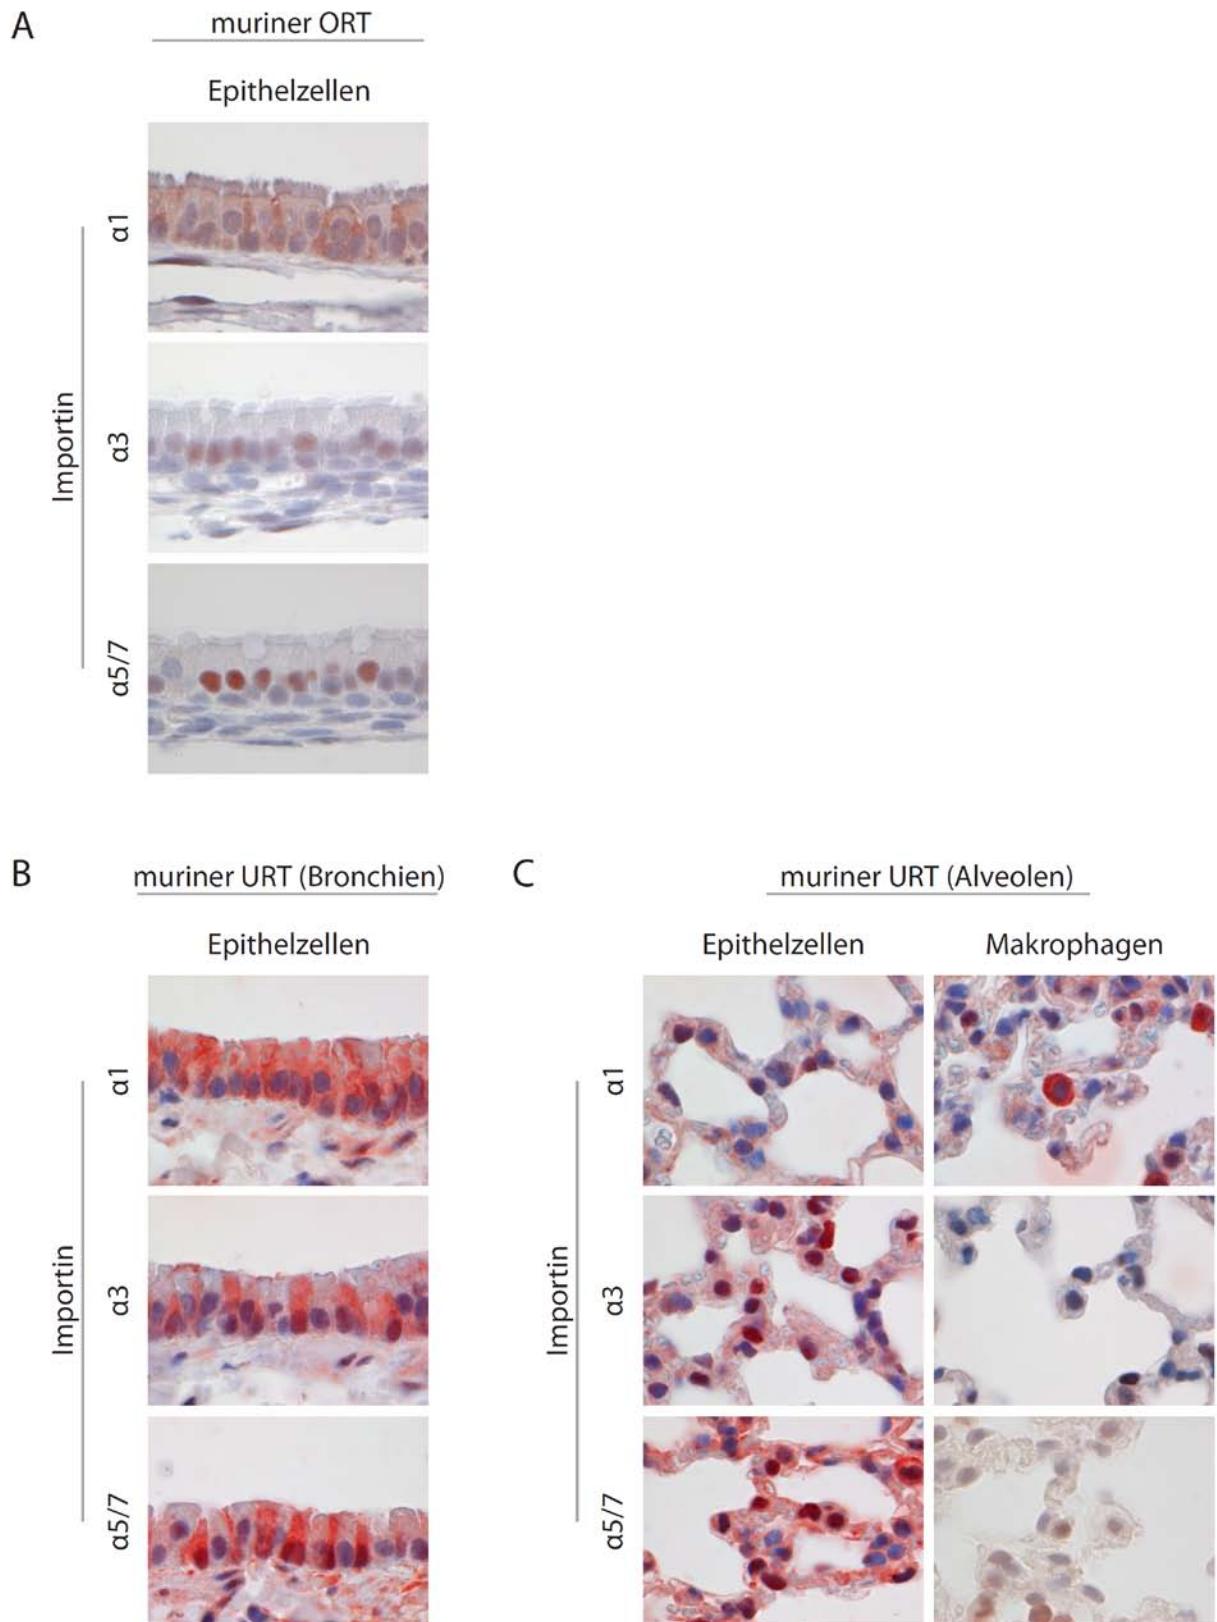 A
muriner ORT
Epithelzellen
Importin
α1
α3
α5/7
B
muriner URT (Bronchien)
Epithelzellen
Importin
α1
α3
α5/7
C
muriner URT (Alveolen)
Epithelzellen
Makrophagen
Importin
α1
α3
α5/7